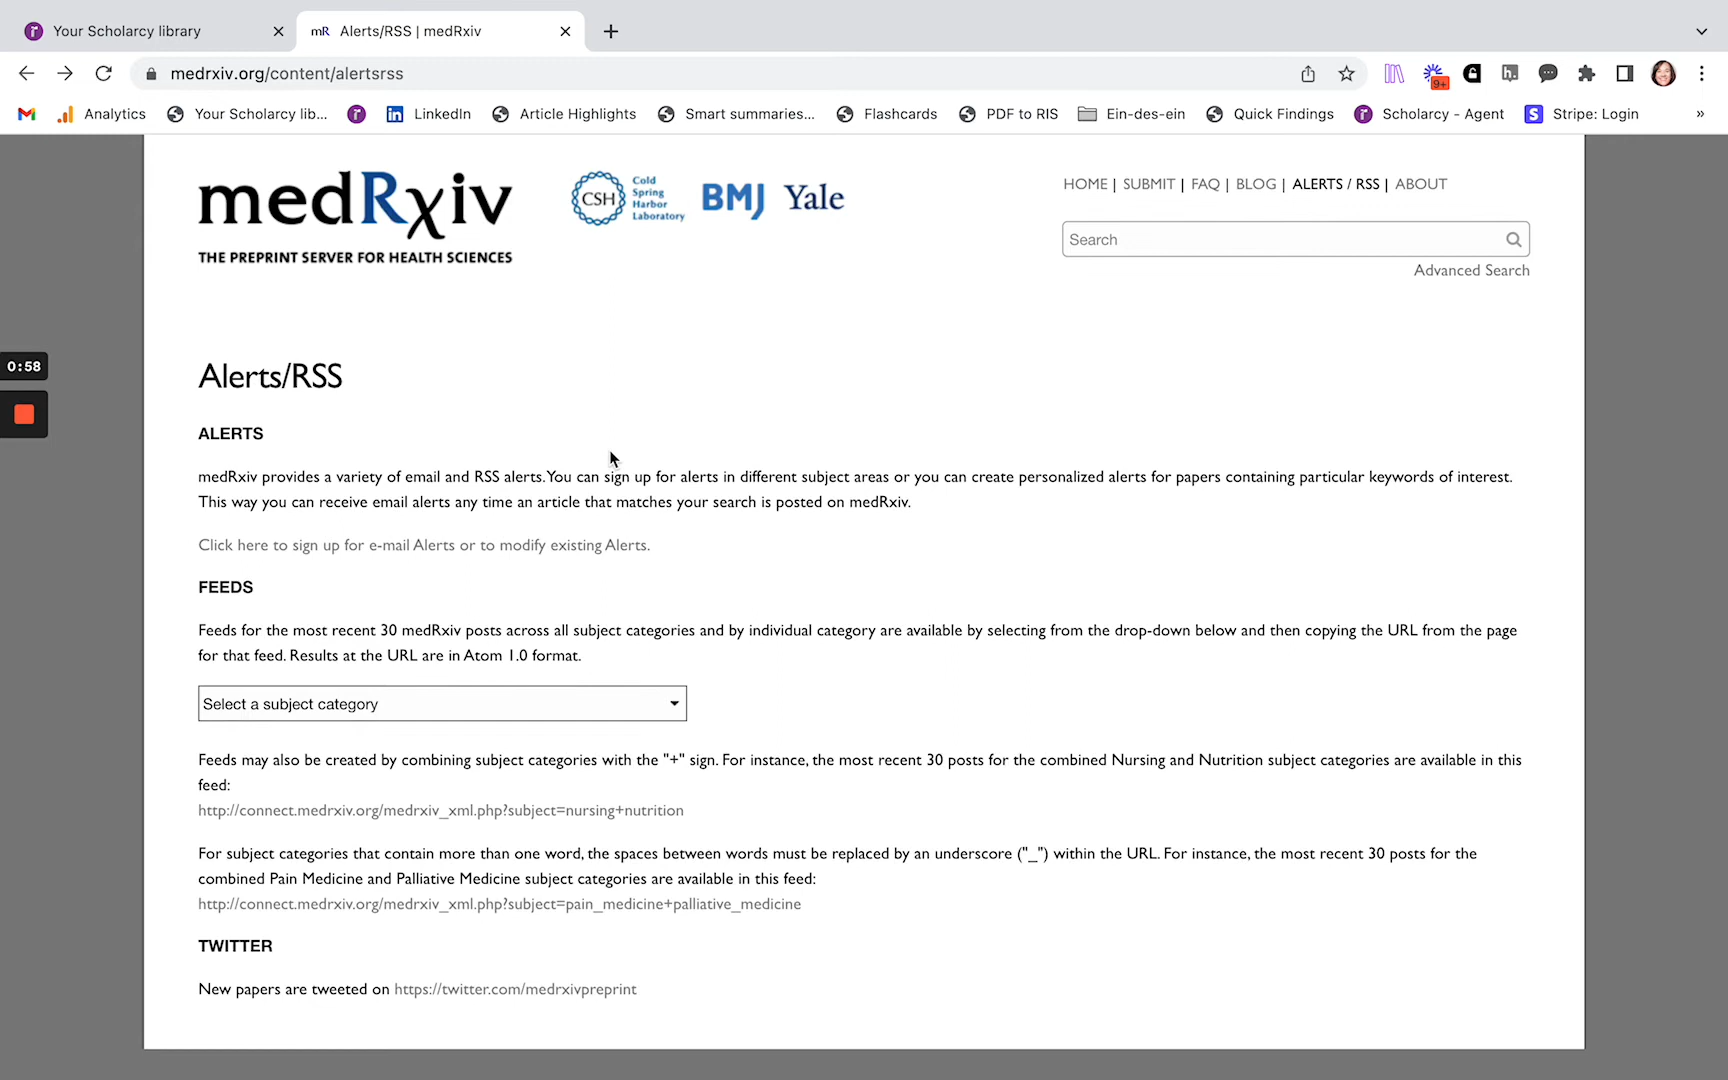 Your Scholarcy library
mR Alerts/RSS | medRxiv
medrxiv.org/content/alertsrss
9+
Analytics
Your Scholarcy lib...
LinkedIn
Article Highlights
Smart summaries...
Flashcards
PDF to RIS
Ein-des-ein
Quick Findings
Scholarcy - Agent
Stripe: Login
»
medRxiv
THE PREPRINT SERVER FOR HEALTH SCIENCES
CSH
Cold
Spring
Harbor
Laboratory
BMJ
Yale
HOME | SUBMIT | FAQ | BLOG | ALERTS / RSS | ABOUT
Search
Advanced Search
0:58
Alerts/RSS
ALERTS
medRxiv provides a variety of email and RSS alerts. You can sign up for alerts in different subject areas or you can create personalized alerts for papers containing particular keywords of interest.
This way you can receive email alerts any time an article that matches your search is posted on medRxiv.
Click here to sign up for e-mail Alerts or to modify existing Alerts.
FEEDS
Feeds for the most recent 30 medRxiv posts across all subject categories and by individual category are available by selecting from the drop-down below and then copying the URL from the page
for that feed. Results at the URL are in Atom 1.0 format.
Select a subject category
Feeds may also be created by combining subject categories with the "+" sign. For instance, the most recent 30 posts for the combined Nursing and Nutrition subject categories are available in this
feed:
http://connect.medrxiv.org/medrxiv_xml.php?subject=nursing+nutrition
For subject categories that contain more than one word, the spaces between words must be replaced by an underscore ("_") within the URL. For instance, the most recent 30 posts for the
combined Pain Medicine and Palliative Medicine subject categories are available in this feed:
http://connect.medrxiv.org/medrxiv_xml.php?subject=pain_medicine+palliative_medicine
TWITTER
New papers are tweeted on https://twitter.com/medrxivpreprint